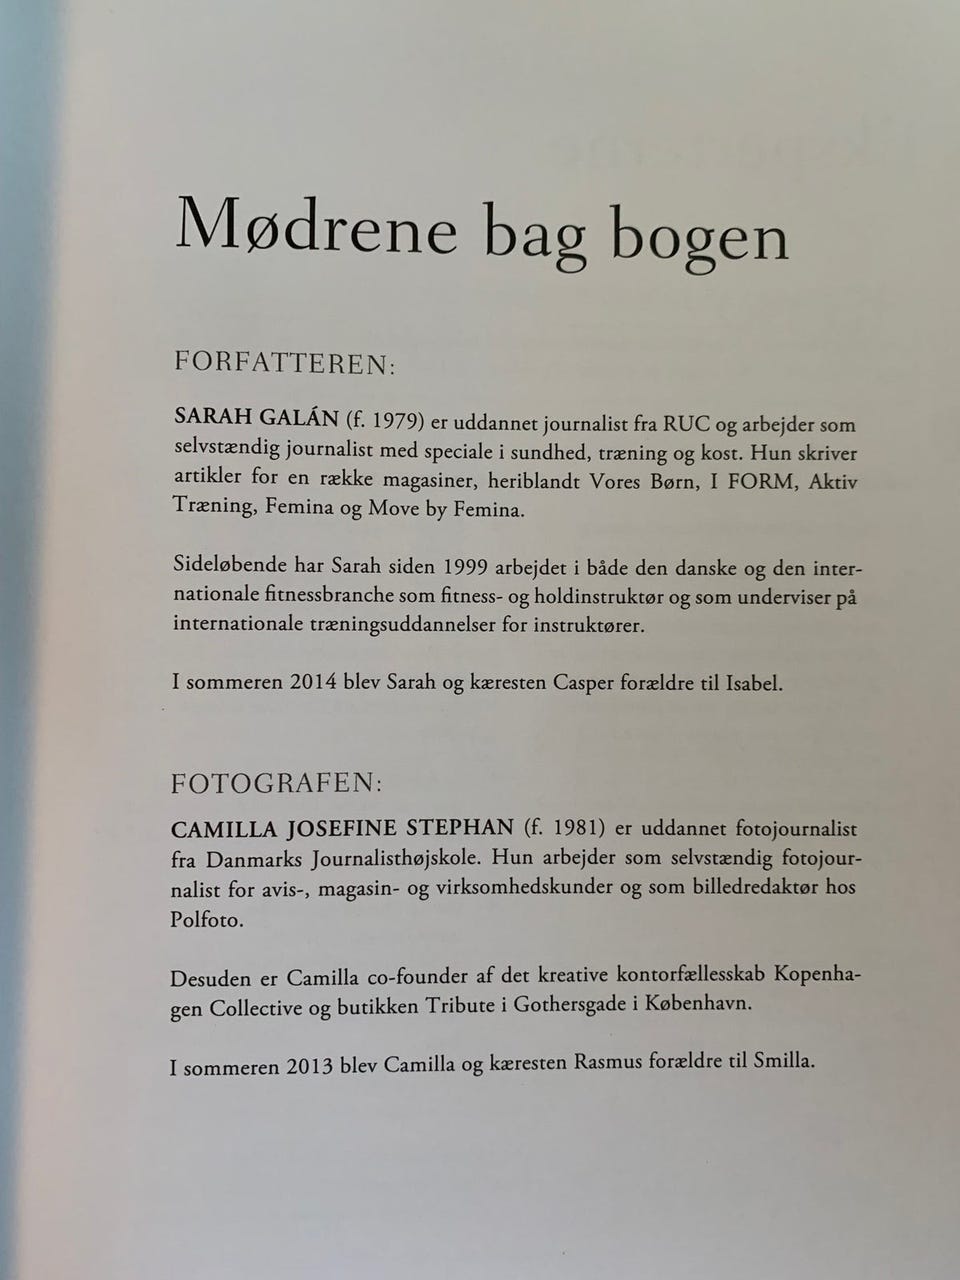 Mødrene bag bogen
FORFATTEREN:
SARAH GALÁN (f. 1979) er uddannet journalist fra RUC og arbejder som
selvstændig journalist med speciale i sundhed, træning og kost. Hun skriver
artikler for en række magasiner, heriblandt Vores Børn, I FORM, Aktiv
Træning, Femina og Move by Femina.
Sideløbende har Sarah siden 1999 arbejdet i både den danske og den inter-
nationale fitnessbranche som fitness- og holdinstruktør og som underviser på
internationale træningsuddannelser for instruktører.
I sommeren 2014 blev Sarah og kæresten Casper forældre til Isabel.
FOTOGRAFEN:
CAMILLA JOSEFINE STEPHAN (f. 1981) er uddannet fotojournalist
fra Danmarks Journalisthøjskole. Hun arbejder som selvstændig fotojour-
nalist for avis-, magasin- og virksomhedskunder og som billedredaktør hos
Polfoto.
Desuden er Camilla co-founder af det kreative kontorfællesskab Kopenha-
gen Collective og butikken Tribute i Gothersgade i København.
I sommeren 2013 blev Camilla og kæresten Rasmus forældre til Smilla.